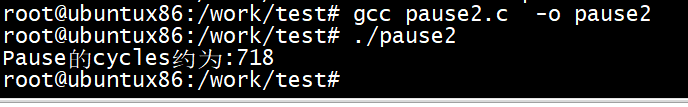 root@ubuntux86:/work/test# gcc pause2.c  -o pause2
root@ubuntux86:/work/test# ./pause2
Pause的cycles约为:718
root@ubuntux86:/work/test#